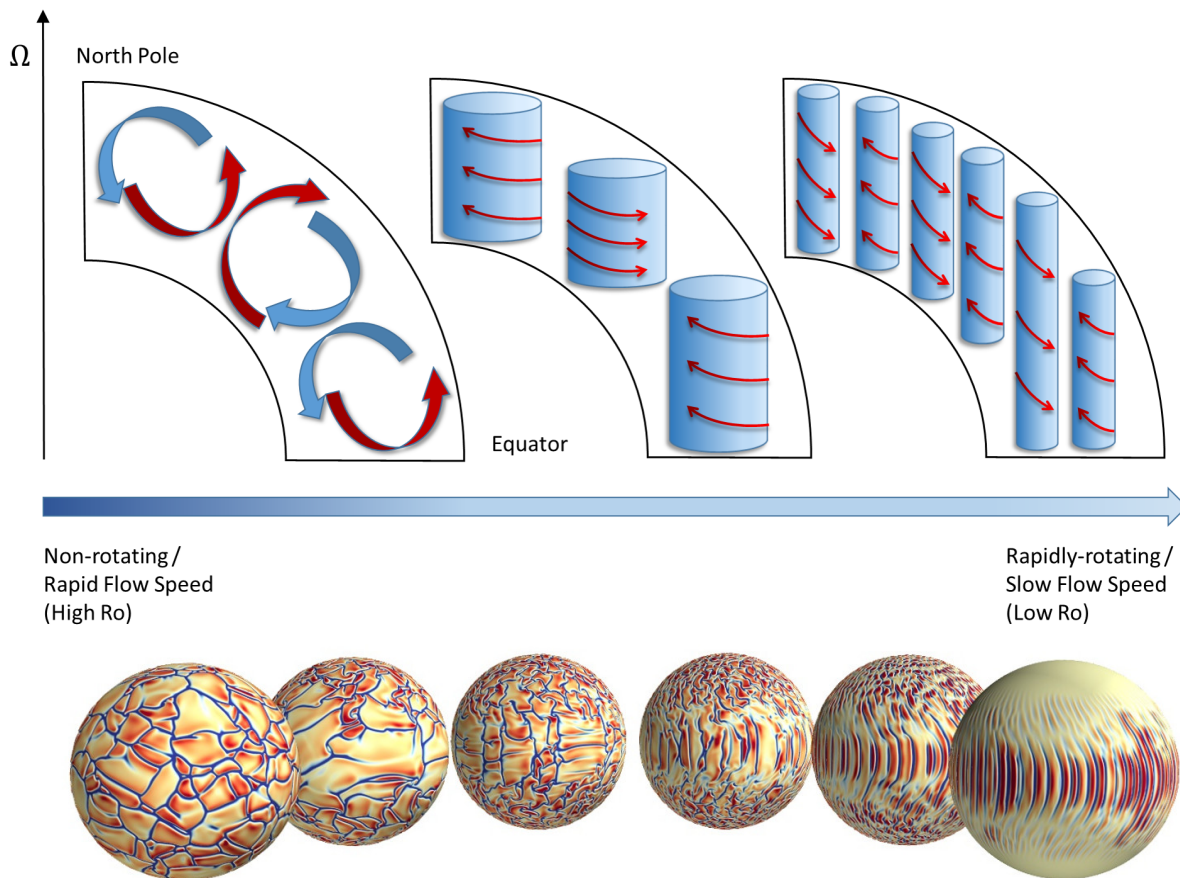 Ω
North Pole
Equator
Non-rotating /
Rapid Flow Speed
(High Ro)
Rapidly-rotating /
Slow Flow Speed
(Low Ro)